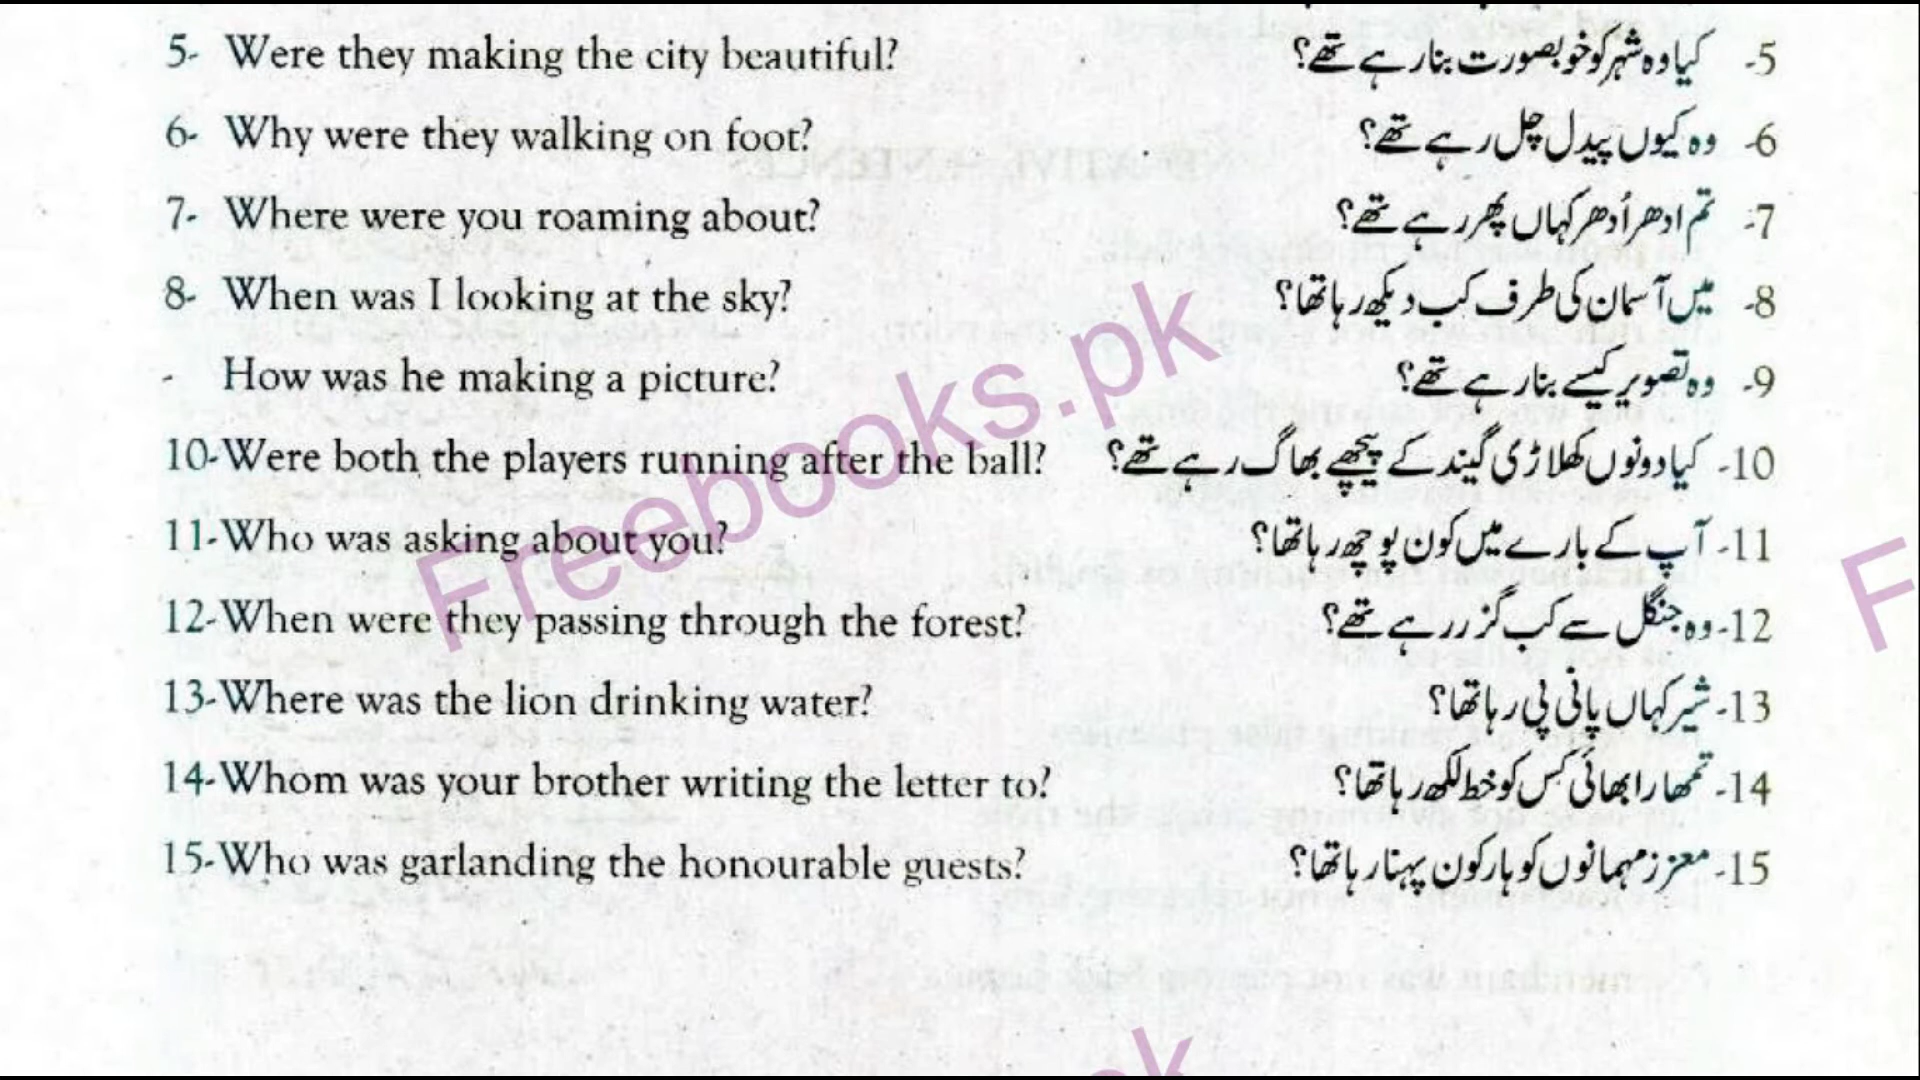 5- Were they making the city beautiful? کیا وہ شہر کو خوبصورت بنا رہے تھے؟ -5
6- Why were they walking on foot? وہ کیوں پیدل چل رہے تھے؟ -6
7- Where were you roaming about? تم ادھر اُدھر کہاں پھر رہے تھے؟ -7
8- When was I looking at the sky? میں آسمان کی طرف کب دیکھ رہا تھا؟ -8
- How was he making a picture? وہ تصویر کیسے بنا رہے تھے؟ -9
10-Were both the players running after the ball? کیا دونوں کھلاڑی گیند کے پیچھے بھاگ رہے تھے؟ -10
11-Who was asking about you? آپ کے بارے میں کون پوچھ رہا تھا؟ -11
12-When were they passing through the forest? وہ جنگل سے کب گزر رہے تھے؟ -12
13-Where was the lion drinking water? شیر کہاں پانی پی رہا تھا؟ -13
14-Whom was your brother writing the letter to? تمھارا بھائی کس کو خط لکھ رہا تھا؟ -14
15-Who was garlanding the honourable guests? معزز مہمانوں کو ہار کون پہنا رہا تھا؟ -15
Freebooks.pk
F
.pk